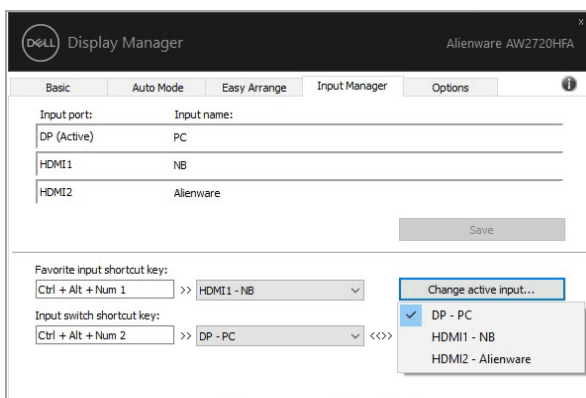 DELL Display Manager Alienware AW2720HFA
x
Basic Auto Mode Easy Arrange Input Manager Options i
Input port: Input name:
DP (Active) PC
HDMI1 NB
HDMI2 Alienware
Save
Favorite input shortcut key:
Ctrl + Alt + Num 1 >> HDMI1 - NB Change active input...
Input switch shortcut key:
Ctrl + Alt + Num 2 >> DP - PC <<>>
DP - PC
HDMI1 - NB
HDMI2 - Alienware